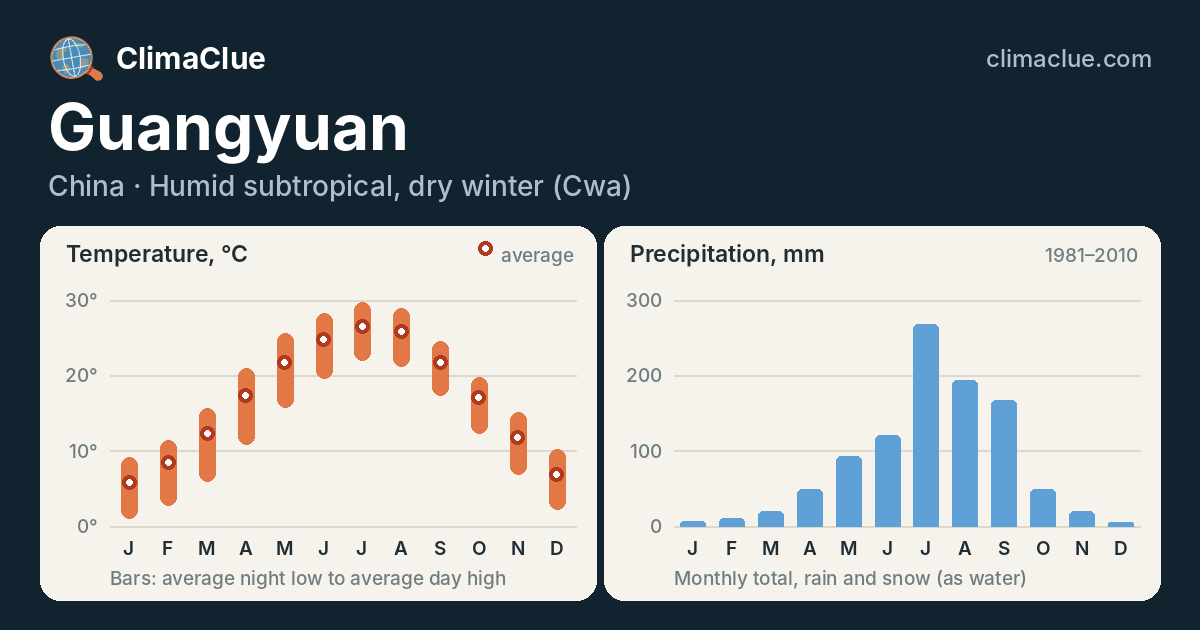 ClimaClue
climaclue.com
Guangyuan
China · Humid subtropical, dry winter (Cwa)
Temperature, °C
average
30°
20°
10°
0°
J F M A M J J A S O N D
Bars: average night low to average day high
Precipitation, mm
1981–2010
300
200
100
0
J F M A M J J A S O N D
Monthly total, rain and snow (as water)